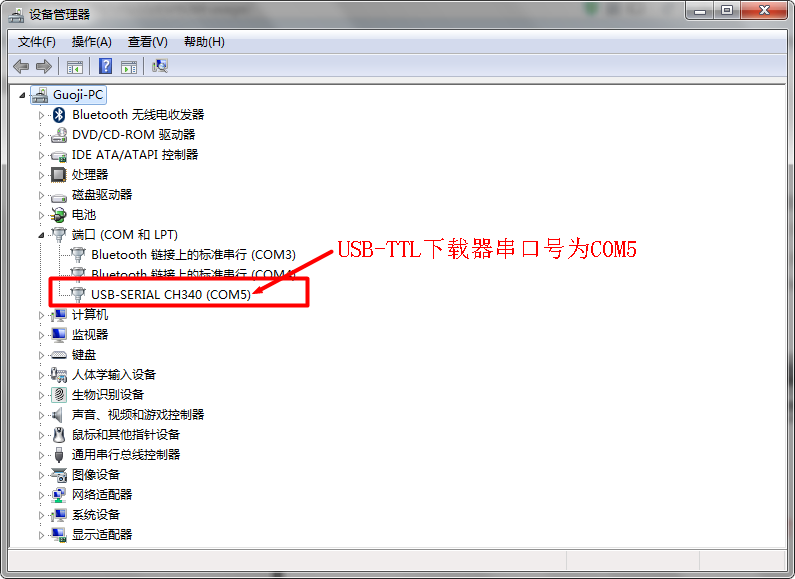 设备管理器
文件(F) 操作(A) 查看(V) 帮助(H)
Guoji-PC
Bluetooth 无线电收发器
DVD/CD-ROM 驱动器
IDE ATA/ATAPI 控制器
处理器
磁盘驱动器
电池
端口 (COM 和 LPT)
Bluetooth 链接上的标准串行 (COM3)
USB-TTL下载器串口号为COM5
Bluetooth 链接上的标准串行 (COM4)
USB-SERIAL CH340 (COM5)
计算机
监视器
键盘
人体学输入设备
生物识别设备
声音、视频和游戏控制器
鼠标和其他指针设备
通用串行总线控制器
图像设备
网络适配器
系统设备
显示适配器